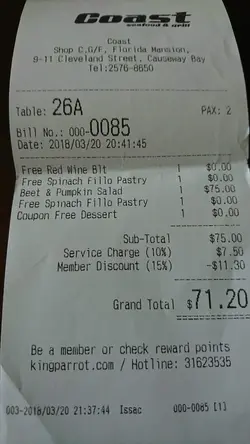 Coast
seafood & grill
Coast
Shop C,G/F, Florida Mansion,
9-11 Cleveland Street, Causeway Bay
Tel:2576-6650
Table: 26A PAX: 2
Bill No.: 000-0085
Date: 2018/03/20 20:41:45
Free Red Wine Blt 1 $0.00
Free Spinach Fillo Pastry 1 $0.00
Beet & Pumpkin Salad 1 $75.00
Free Spinach Fillo Pastry 1 $0.00
Coupon Free Dessert 1 $0.00
Sub-Total $75.00
Service Charge (10%) $7.50
Member Discount (15%) -$11.30
Grand Total $71.20
Be a member or check reward points
kingparrot.com / Hotline: 31623535
003-2018/03/20 21:37:44 Issac 000-0085 [1]